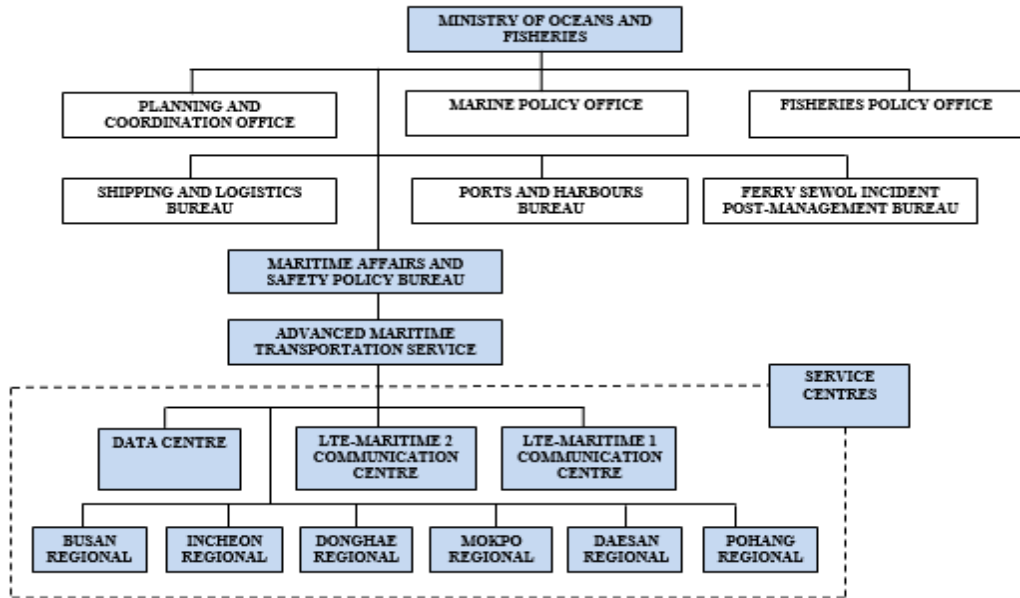 MINISTRY OF OCEANS AND
FISHERIES
PLANNING AND
COORDINATION OFFICE
MARINE POLICY OFFICE
FISHERIES POLICY OFFICE
SHIPPING AND LOGISTICS
BUREAU
PORTS AND HARBOURS
BUREAU
FERRY SEWOL INCIDENT
POST-MANAGEMENT BUREAU
MARITIME AFFAIRS AND
SAFETY POLICY BUREAU
ADVANCED MARITIME
TRANSPORTATION SERVICE
SERVICE
CENTRES
DATA CENTRE
LTE-MARITIME 2
COMMUNICATION
CENTRE
LTE-MARITIME 1
COMMUNICATION
CENTRE
BUSAN
REGIONAL
INCHEON
REGIONAL
DONGHAE
REGIONAL
MOKPO
REGIONAL
DAESAN
REGIONAL
POHANG
REGIONAL